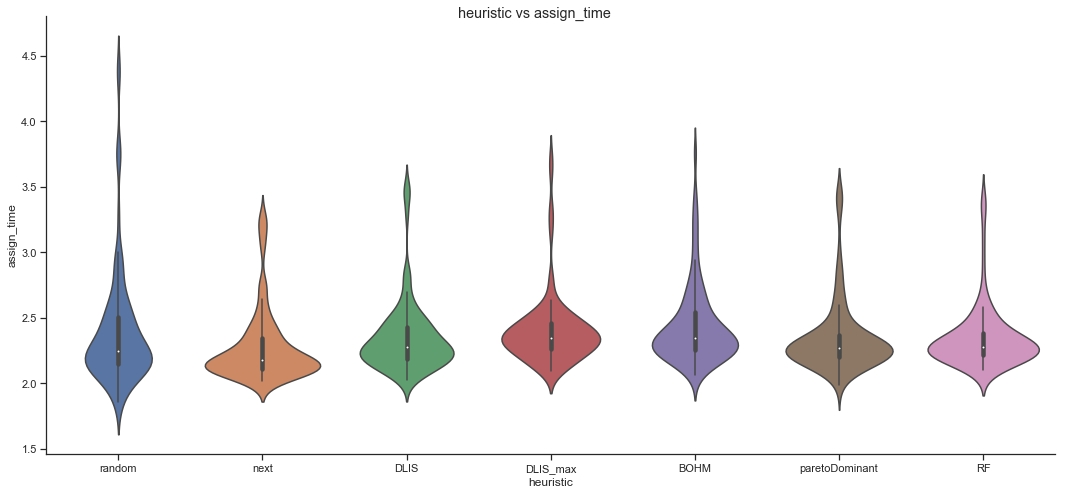 heuristic vs assign_time
assign_time
4.5
4.0
3.5
3.0
2.5
2.0
1.5
random next DLIS DLIS_max BOHM paretoDominant RF
heuristic